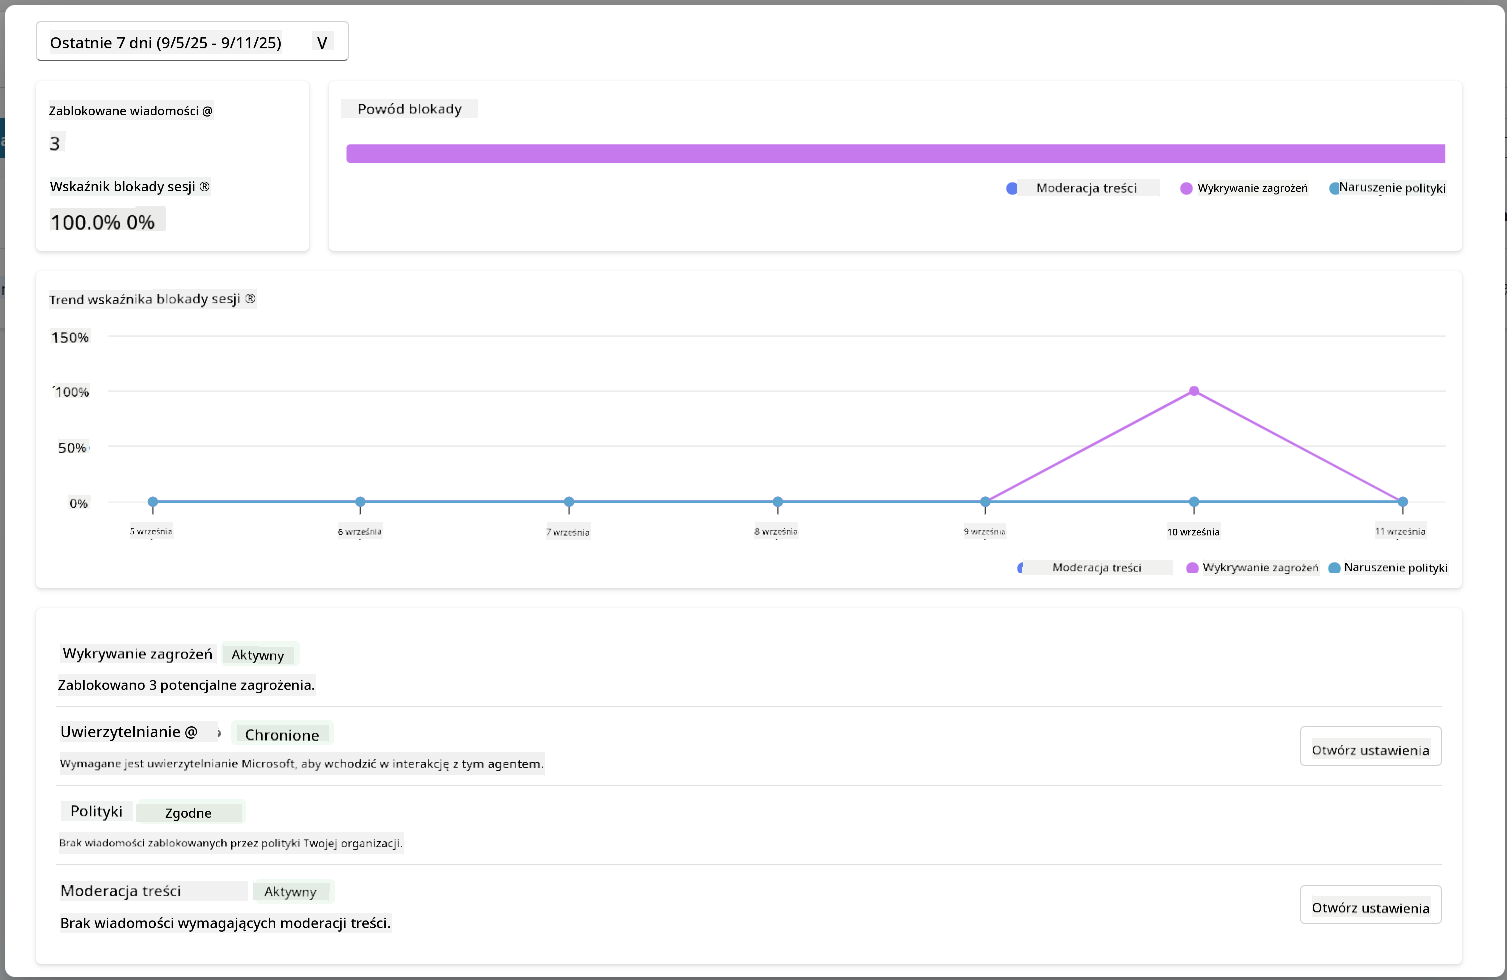 Ostatnie 7 dni (9/5/25 - 9/11/25) V
Zablokowane wiadomości @
3
Wskaźnik blokady sesji ®
100.0% 0%
Powód blokady
Moderacja treści Wykrywanie zagrożeń Naruszenie polityki
Trend wskaźnika blokady sesji ®
150%
100%
50%
0%
5 września 6 września 7 września 8 września 9 września 10 września 11 września
Moderacja treści Wykrywanie zagrożeń Naruszenie polityki
Wykrywanie zagrożeń Aktywny
Zablokowano 3 potencjalne zagrożenia.
Uwierzytelnianie @ Chronione
Wymagane jest uwierzytelnianie Microsoft, aby wchodzić w interakcję z tym agentem.
Otwórz ustawienia
Polityki Zgodne
Brak wiadomości zablokowanych przez polityki Twojej organizacji.
Moderacja treści Aktywny
Brak wiadomości wymagających moderacji treści.
Otwórz ustawienia